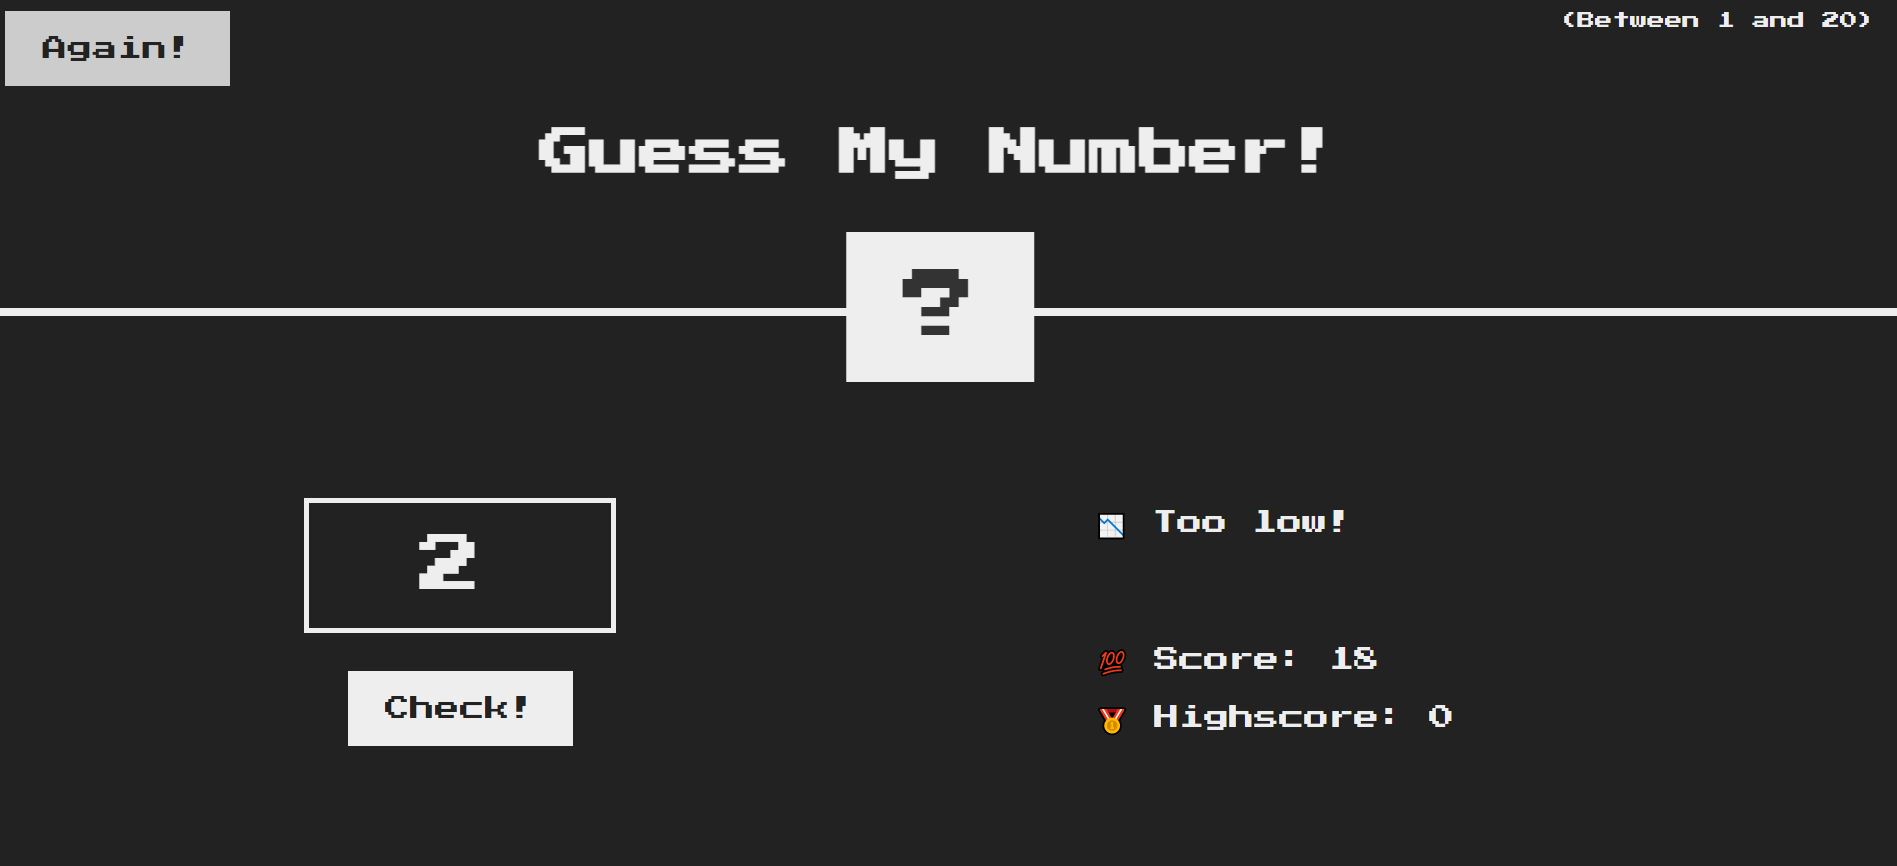 Again!
(Between 1 and 20)
Guess My Number!
?
2
Check!
📉 Too low!
💯 Score: 18
🥇 Highscore: 0